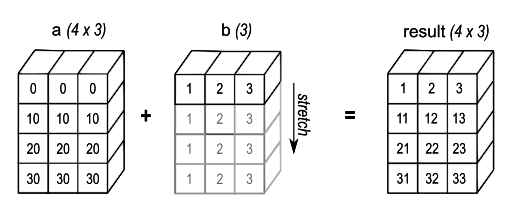 a (4 x 3) b (3) result (4 x 3)
0 0 0 1 2 3 1 2 3
10 10 10 1 2 3 11 12 13
+ stretch =
20 20 20 1 2 3 21 22 23
30 30 30 1 2 3 31 32 33